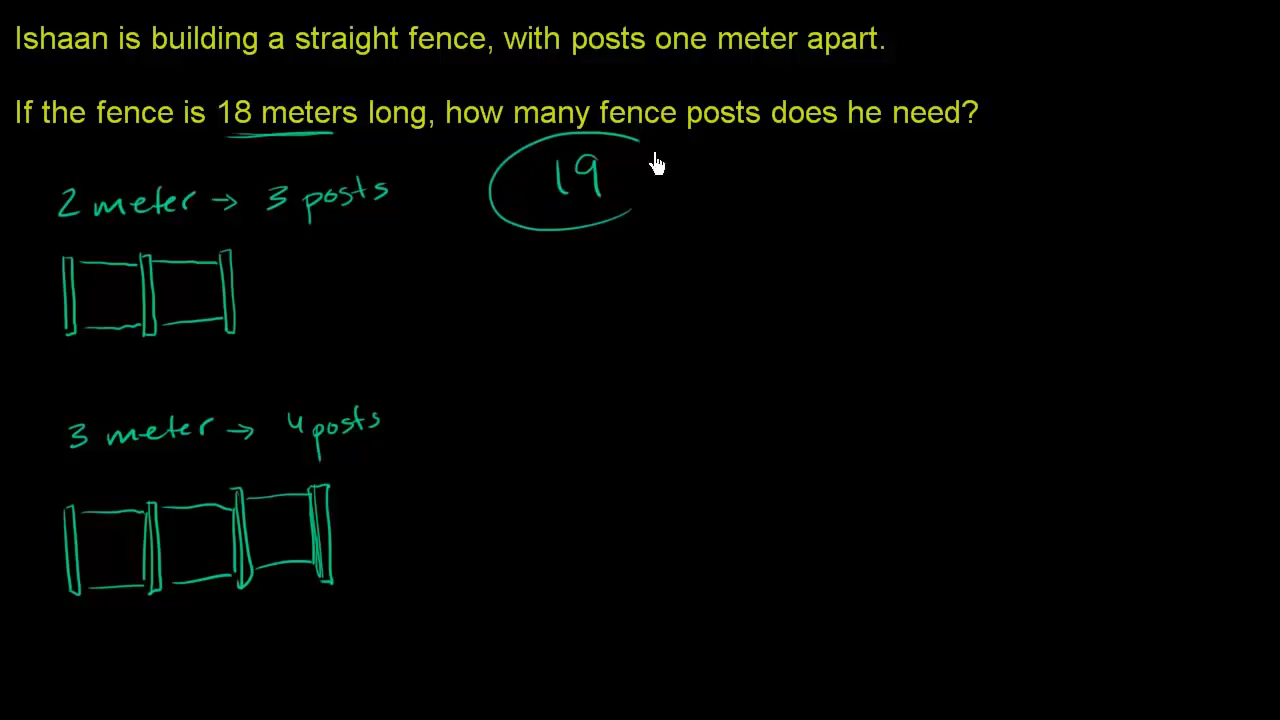 Ishaan is building a straight fence, with posts one meter apart.
If the fence is 18 meters long, how many fence posts does he need?
19
2 meter → 3 posts
3 meter → 4 posts